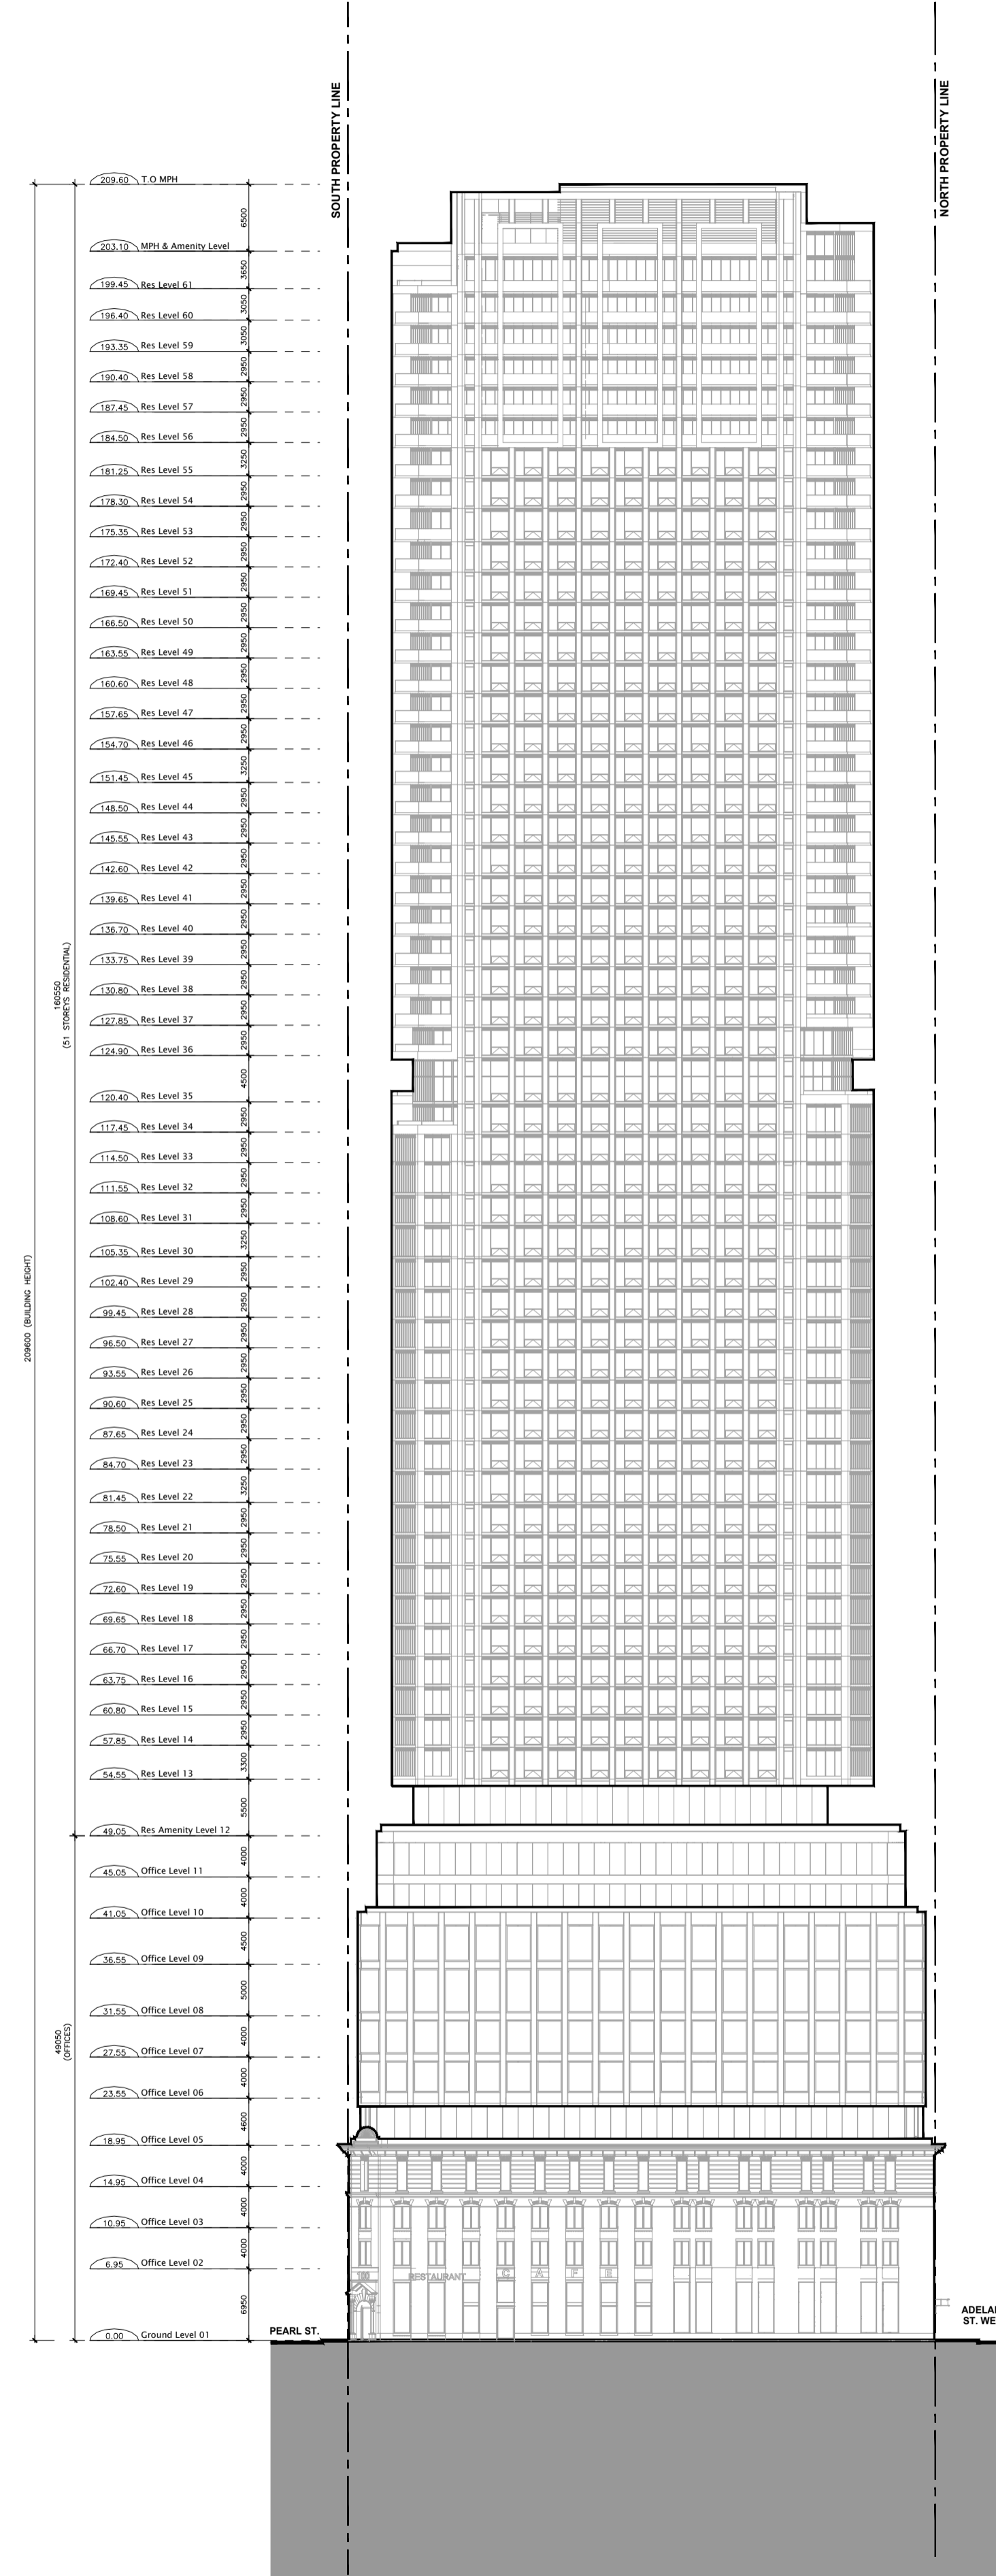 SOUTH PROPERTY LINE
NORTH PROPERTY LINE
209.60 T.O MPH
6500
203.10 MPH & Amenity Level
3650
199.45 Res Level 61
3050
196.40 Res Level 60
3050
193.35 Res Level 59
2950
190.40 Res Level 58
2950
187.45 Res Level 57
2950
184.50 Res Level 56
3250
181.25 Res Level 55
2950
178.30 Res Level 54
2950
175.35 Res Level 53
2950
172.40 Res Level 52
2950
169.45 Res Level 51
2950
166.50 Res Level 50
2950
163.55 Res Level 49
2950
160.60 Res Level 48
2950
157.65 Res Level 47
2950
154.70 Res Level 46
3250
151.45 Res Level 45
2950
148.50 Res Level 44
2950
145.55 Res Level 43
2950
142.60 Res Level 42
2950
139.65 Res Level 41
2950
136.70 Res Level 40
2950
133.75 Res Level 39
2950
130.80 Res Level 38
2950
127.85 Res Level 37
2950
124.90 Res Level 36
4500
120.40 Res Level 35
2950
117.45 Res Level 34
2950
114.50 Res Level 33
2950
111.55 Res Level 32
2950
108.60 Res Level 31
3250
105.35 Res Level 30
2950
102.40 Res Level 29
2950
99.45 Res Level 28
2950
96.50 Res Level 27
2950
93.55 Res Level 26
2950
90.60 Res Level 25
2950
87.65 Res Level 24
2950
84.70 Res Level 23
3250
81.45 Res Level 22
2950
78.50 Res Level 21
2950
75.55 Res Level 20
2950
72.60 Res Level 19
2950
69.65 Res Level 18
2950
66.70 Res Level 17
2950
63.75 Res Level 16
2950
60.80 Res Level 15
2950
57.85 Res Level 14
3300
54.55 Res Level 13
5500
49.05 Res Amenity Level 12
4000
45.05 Office Level 11
4000
41.05 Office Level 10
4500
36.55 Office Level 09
5000
31.55 Office Level 08
4000
27.55 Office Level 07
4000
23.55 Office Level 06
4600
18.95 Office Level 05
4000
14.95 Office Level 04
4000
10.95 Office Level 03
4000
6.95 Office Level 02
6950
0.00 Ground Level 01
160550
(51 STOREYS RESIDENTIAL)
209600 (BUILDING HEIGHT)
49050
(OFFICES)
100
RESTAURANT
C A F E
PEARL ST.
ADELAI
ST. WE